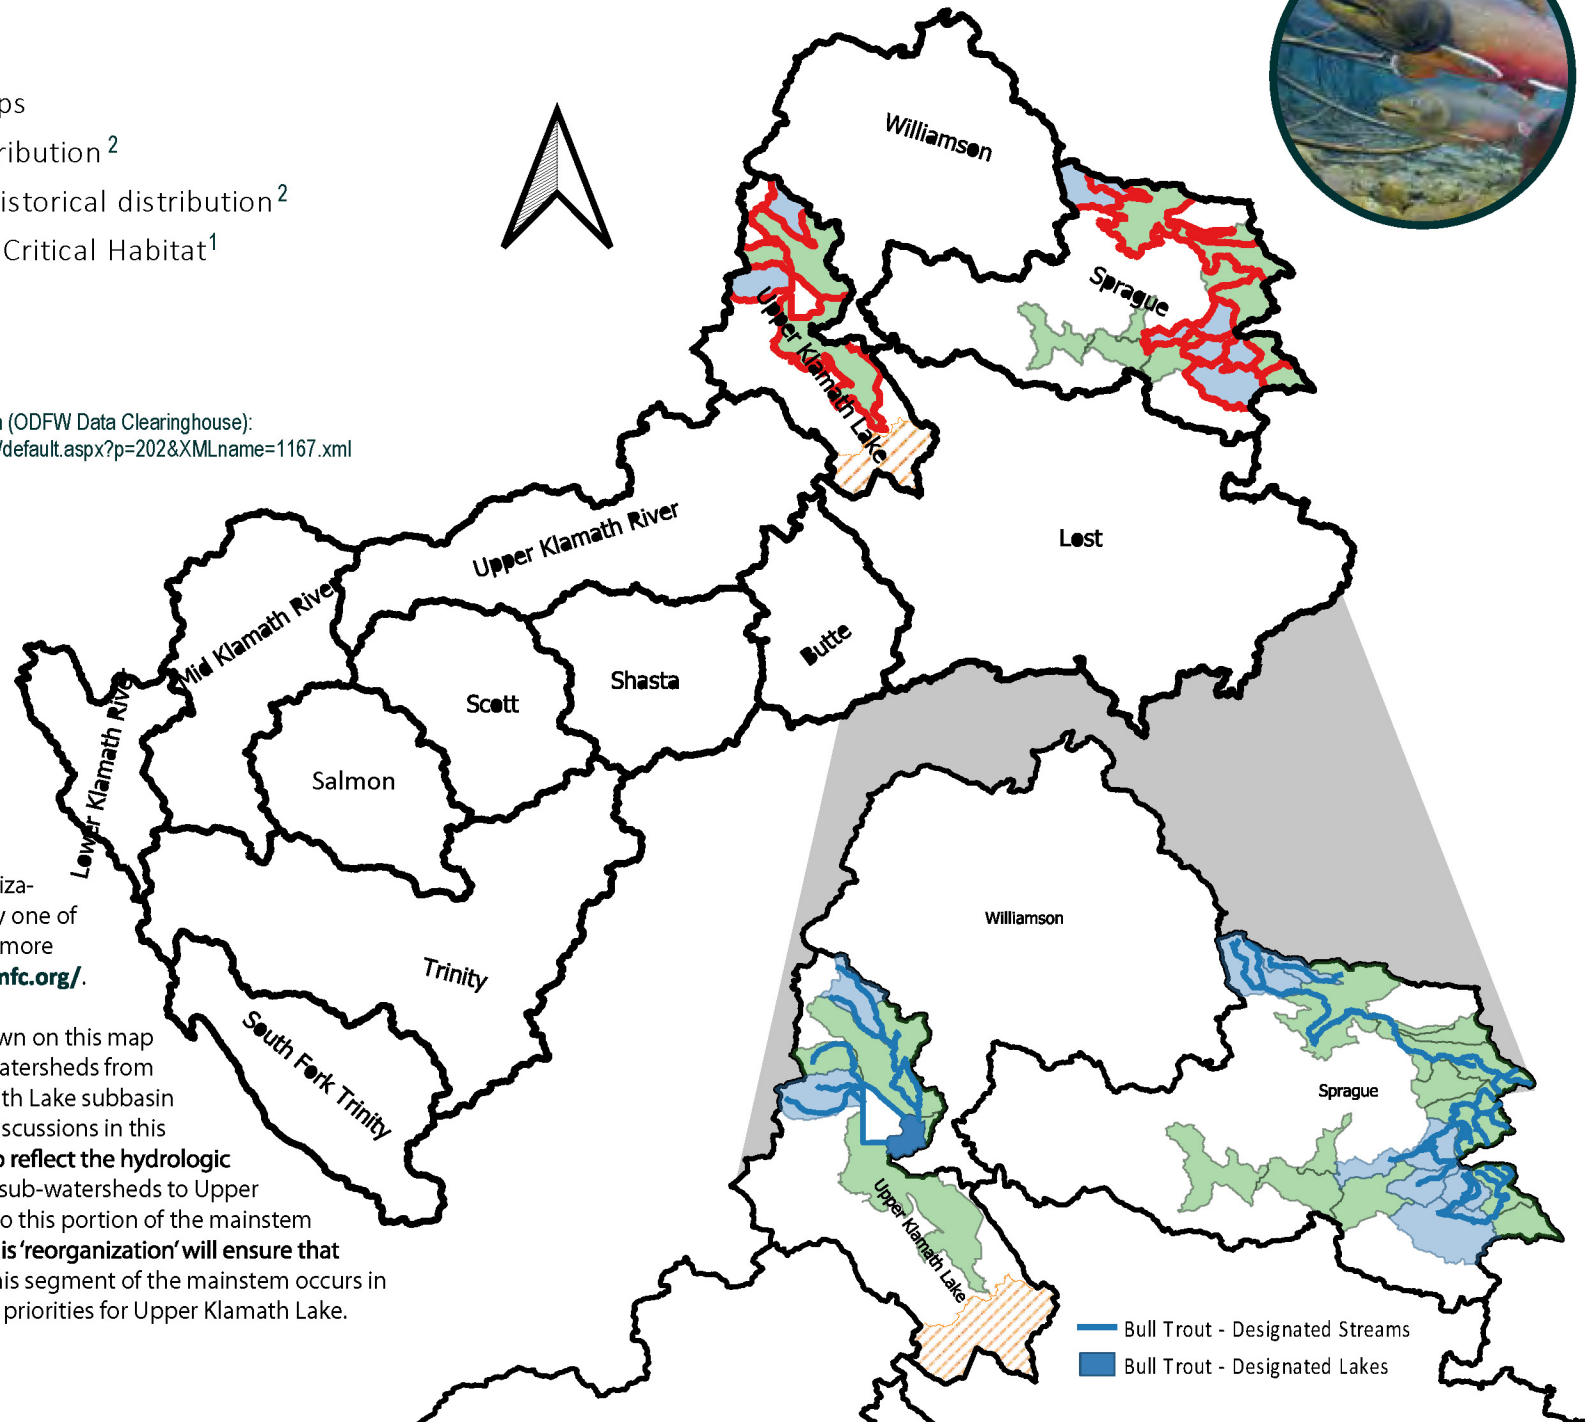 ps
ribution 2
istorical distribution 2
Critical Habitat 1
n (ODFW Data Clearinghouse):
/default.aspx?p=202&XMLname=1167.xml
Williamson
Sprague
Upper Klamath Lake
Lost
Upper Klamath River
Mid Klamath River
Butte
Shasta
Scott
Salmon
Lower Klamath River
Trinity
South Fork Trinity
iza-
y one of
more
nfc.org/.
wn on this map
atersheds from
th Lake subbasin
iscussions in this
o reflect the hydrologic
sub-watersheds to Upper
o this portion of the mainstem
is ‘reorganization’ will ensure that
nis segment of the mainstem occurs in
priorities for Upper Klamath Lake.
Williamson
Sprague
Upper Klamath Lake
Bull Trout - Designated Streams
Bull Trout - Designated Lakes